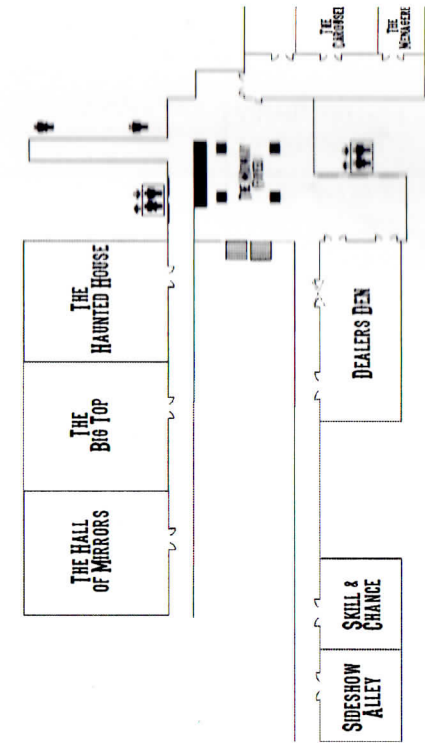 THE
CAROUSEL
THE
MENAGERE
THE
HAUNTED HOUSE
THE
BIG TOP
THE HALL
OF MIRRORS
DEALERS DEN
SKILL &
CHANCE
SIDESHOW
ALLEY